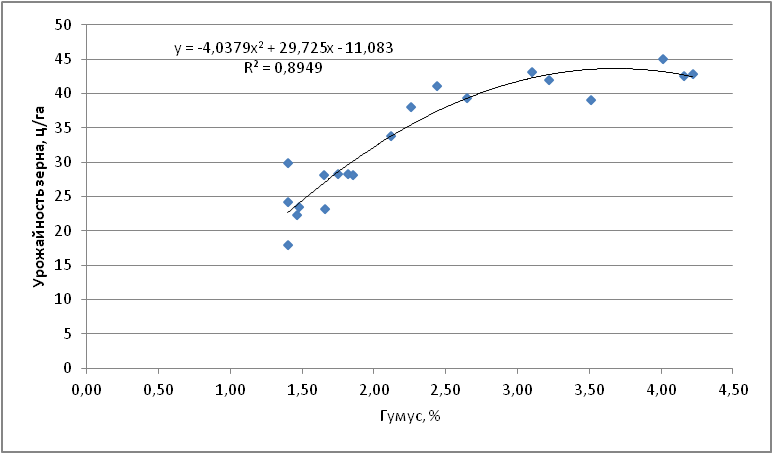 y = -4,0379x² + 29,725x - 11,083
R² = 0,8949
Урожайность зерна, ц/га
50
45
40
35
30
25
20
15
10
5
0
0,00 0,50 1,00 1,50 2,00 2,50 3,00 3,50 4,00 4,50
Гумус, %